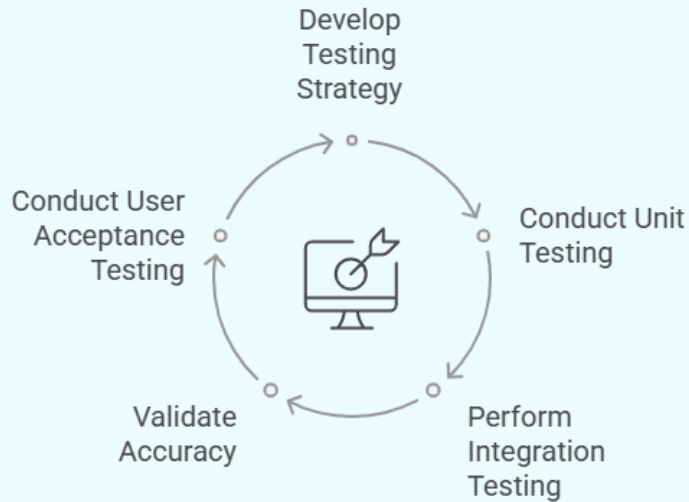 Develop
Testing
Strategy
Conduct Unit
Testing
Perform
Integration
Testing
Validate
Accuracy
Conduct User
Acceptance
Testing